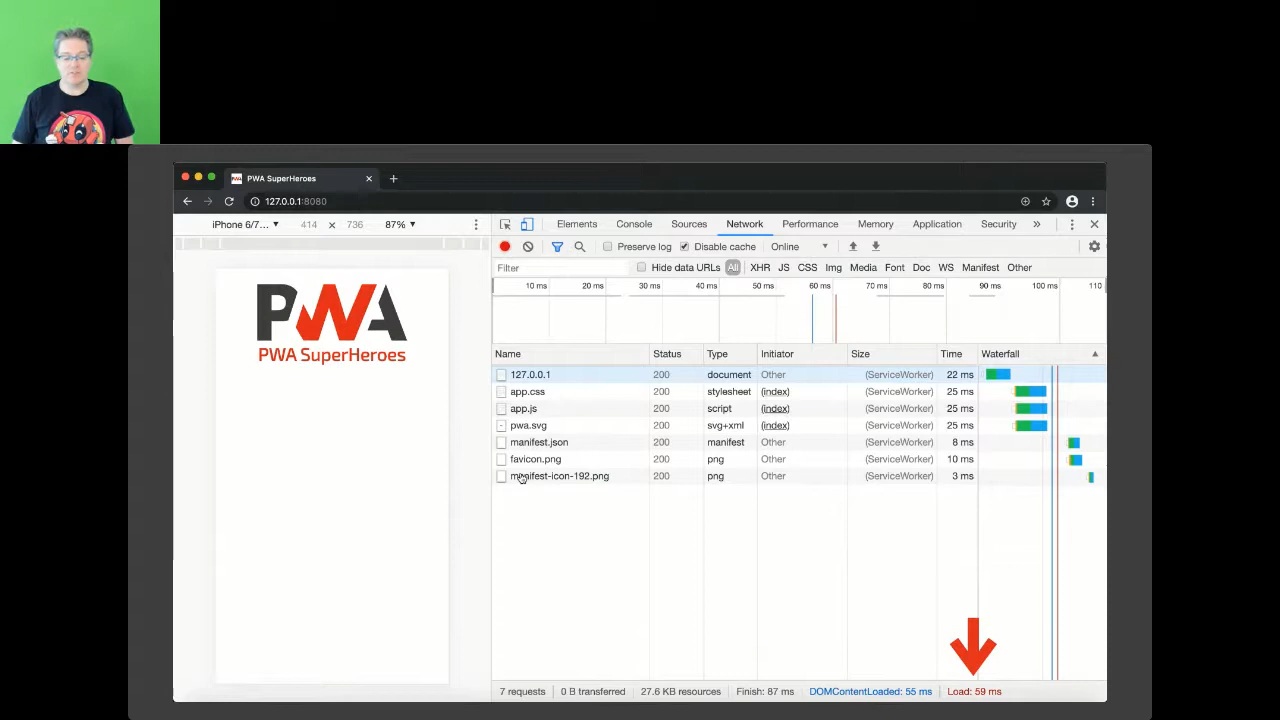 PWA SuperHeroes
127.0.0.1:8080
iPhone 6/7... 414 × 736 87%
Elements Console Sources Network Performance Memory Application Security »
Preserve log Disable cache Online
Filter Hide data URLs All XHR JS CSS Img Media Font Doc WS Manifest Other
10 ms 20 ms 30 ms 40 ms 50 ms 60 ms 70 ms 80 ms 90 ms 100 ms 110
PWA
PWA SuperHeroes
Name Status Type Initiator Size Time Waterfall
127.0.0.1 200 document Other (ServiceWorker) 22 ms
app.css 200 stylesheet (index) (ServiceWorker) 25 ms
app.js 200 script (index) (ServiceWorker) 25 ms
pwa.svg 200 svg+xml (index) (ServiceWorker) 25 ms
manifest.json 200 manifest Other (ServiceWorker) 8 ms
favicon.png 200 png Other (ServiceWorker) 10 ms
manifest-icon-192.png 200 png Other (ServiceWorker) 3 ms
7 requests 0 B transferred 27.6 KB resources Finish: 87 ms DOMContentLoaded: 55 ms Load: 59 ms